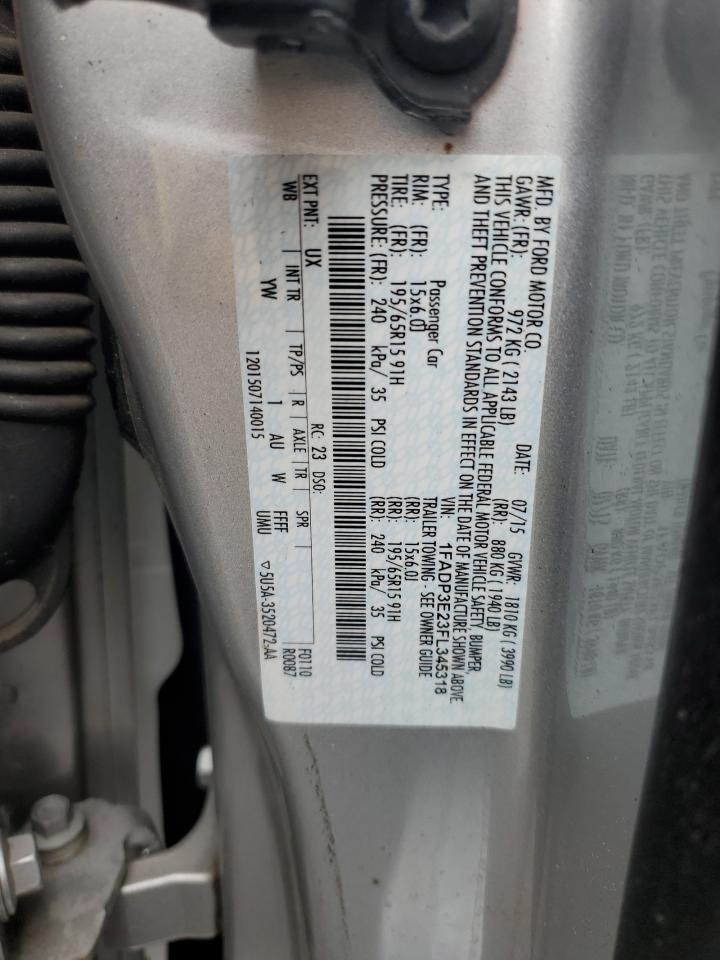 MFD. BY FORD MOTOR CO.
DATE: 07/15 GVWR: 1810 KG ( 3990 LB)
GAWR: (FR): 972 KG ( 2143 LB) (RR): 880 KG ( 1940 LB)
THIS VEHICLE CONFORMS TO ALL APPLICABLE FEDERAL MOTOR VEHICLE SAFETY, BUMPER,
AND THEFT PREVENTION STANDARDS IN EFFECT ON THE DATE OF MANUFACTURE SHOWN ABOVE.
VIN: 1FADP3E23FL345318
TYPE: Passenger Car TRAILER TOWING - SEE OWNER GUIDE
RIM: (FR): 15x6.0J (RR): 15x6.0J
TIRE: (FR): 195/65R15 91H (RR): 195/65R15 91H
PRESSURE: (FR): 240 kPa/ 35 PSI COLD (RR): 240 kPa/ 35 PSI COLD
EXT PNT: UX RC: 23 DSO: F0110
WB INT TR TP/PS R AXLE TR SPR R0087
YW 1 AU W FFFF UMU
1201507140015 ▽5U5A-3520472-AA